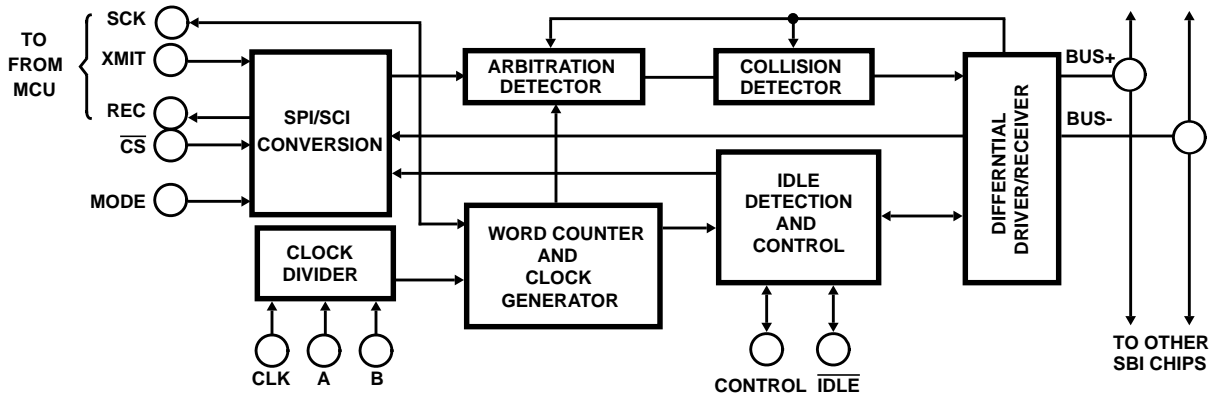 TO
FROM
MCU
SCK
XMIT
REC
CS
MODE
SPI/SCI
CONVERSION
ARBITRATION
DETECTOR
COLLISION
DETECTOR
DIFFERNTIAL
DRIVER/RECEIVER
BUS+
BUS-
IDLE
DETECTION
AND
CONTROL
WORD COUNTER
AND
CLOCK
GENERATOR
CLOCK
DIVIDER
CLK
A
B
CONTROL
IDLE
TO OTHER
SBI CHIPS